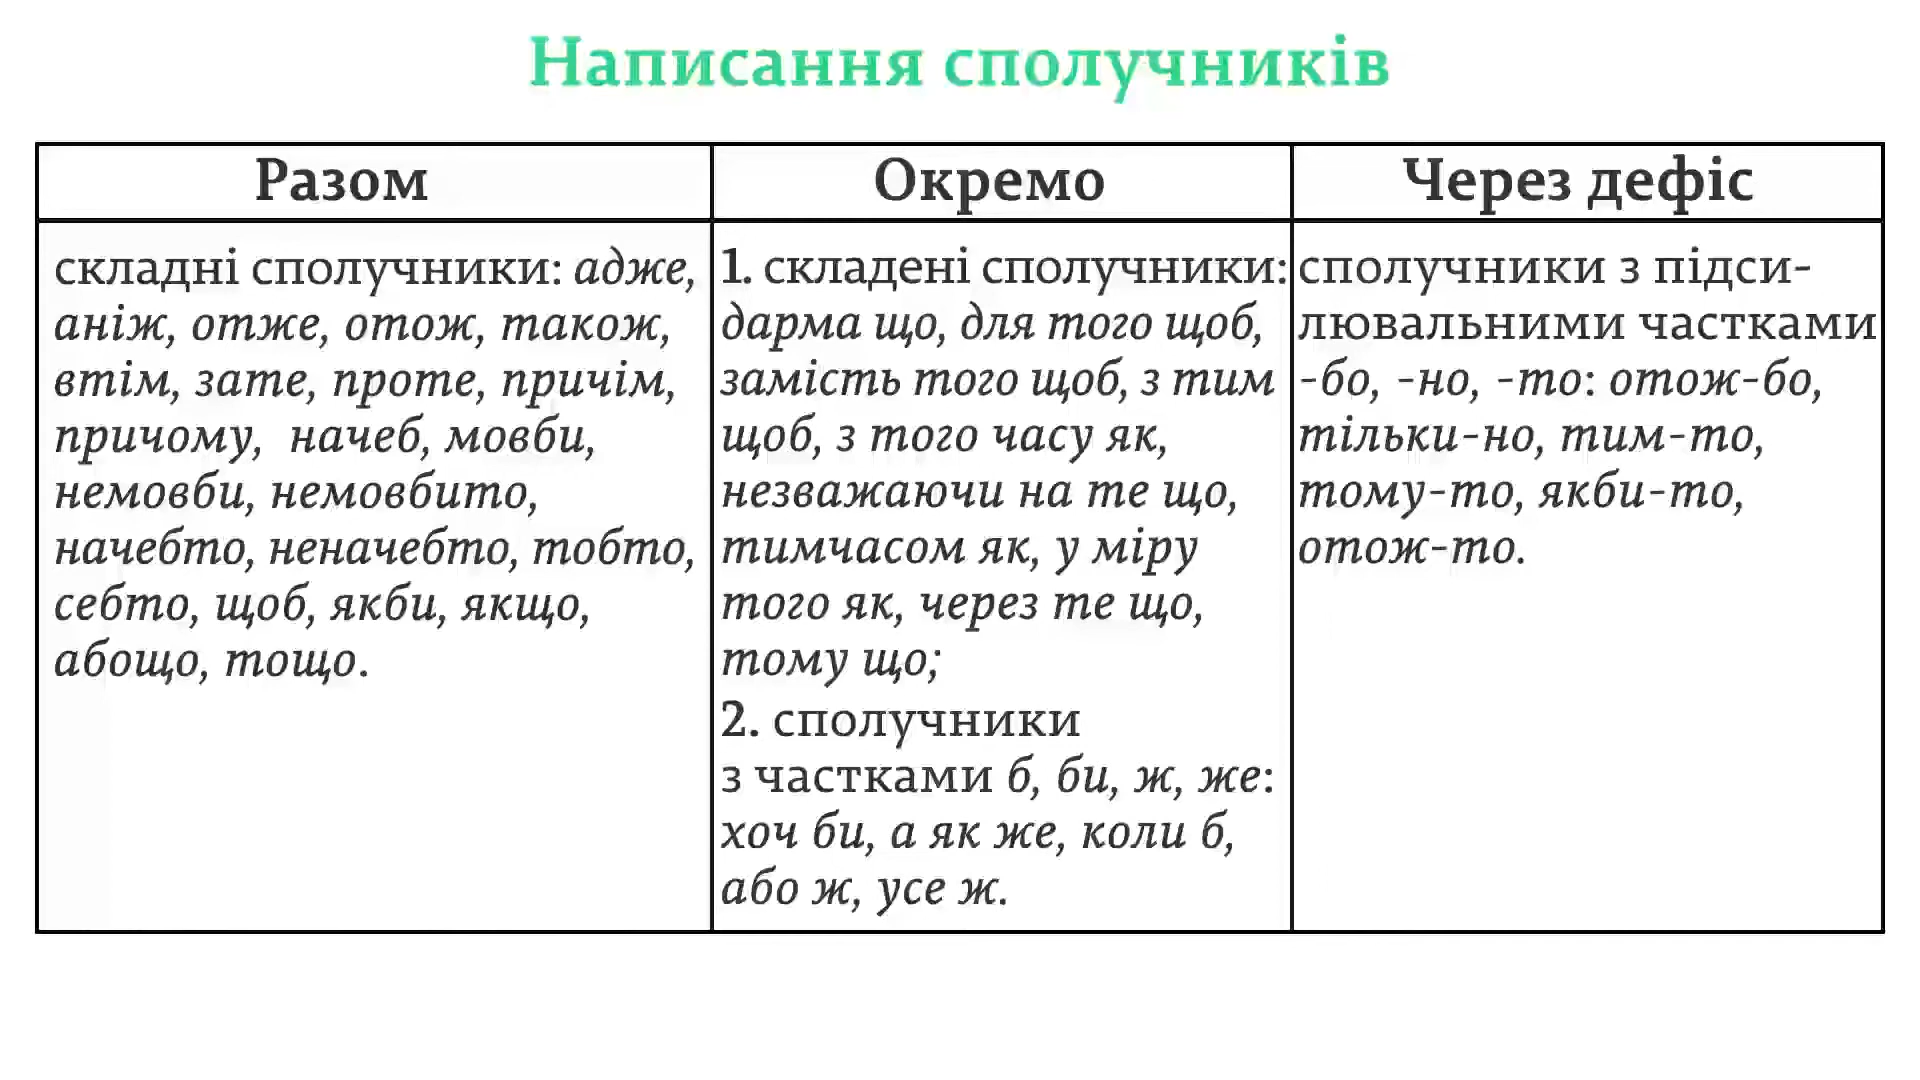 Написання сполучників
Разом
Окремо
Через дефіс
складні сполучники: адже,
аніж, отже, отож, також,
втім, зате, проте, причім,
причому, начеб, мовби,
немовби, немовбито,
начебто, неначебто, тобто,
себто, щоб, якби, якщо,
абощо, тощо.
1. складені сполучники:
дарма що, для того щоб,
замість того щоб, з тим
щоб, з того часу як,
незважаючи на те що,
тимчасом як, у міру
того як, через те що,
тому що;
2. сполучники
з частками б, би, ж, же:
хоч би, а як же, коли б,
або ж, усе ж.
сполучники з підси-
лювальними частками
-бо, -но, -то: отож-бо,
тільки-но, тим-то,
тому-то, якби-то,
отож-то.